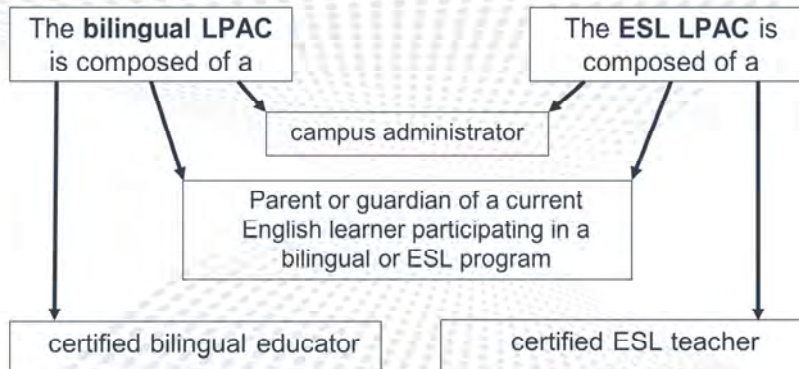 The bilingual LPAC
is composed of a
The ESL LPAC is
composed of a
campus administrator
Parent or guardian of a current
English learner participating in a
bilingual or ESL program
certified bilingual educator
certified ESL teacher